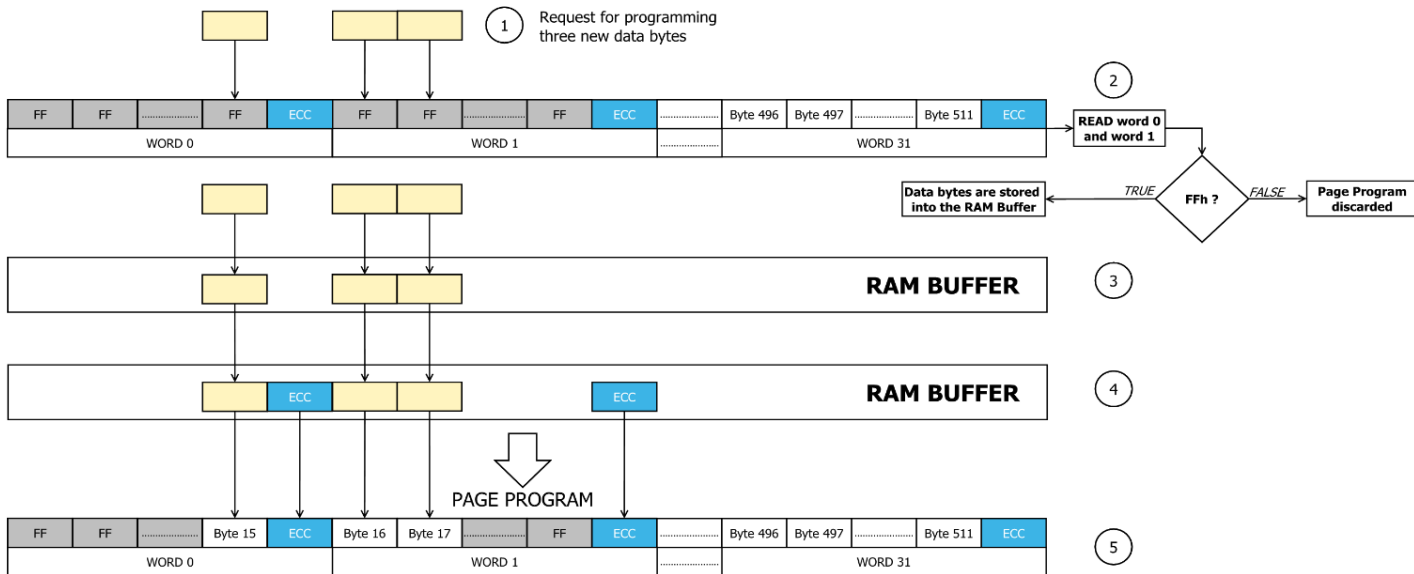 1
Request for programming
three new data bytes
2
FF FF ...................... FF ECC FF FF ...................... FF ECC ...................... Byte 496 Byte 497 ...................... Byte 511 ECC
WORD 0 WORD 1 ...................... WORD 31
READ word 0
and word 1
Data bytes are stored
into the RAM Buffer
TRUE
FFh ?
FALSE
Page Program
discarded
RAM BUFFER
3
ECC ECC RAM BUFFER
4
PAGE PROGRAM
FF FF ...................... Byte 15 ECC Byte 16 Byte 17 ...................... FF ECC ...................... Byte 496 Byte 497 ...................... Byte 511 ECC
WORD 0 WORD 1 ...................... WORD 31
5